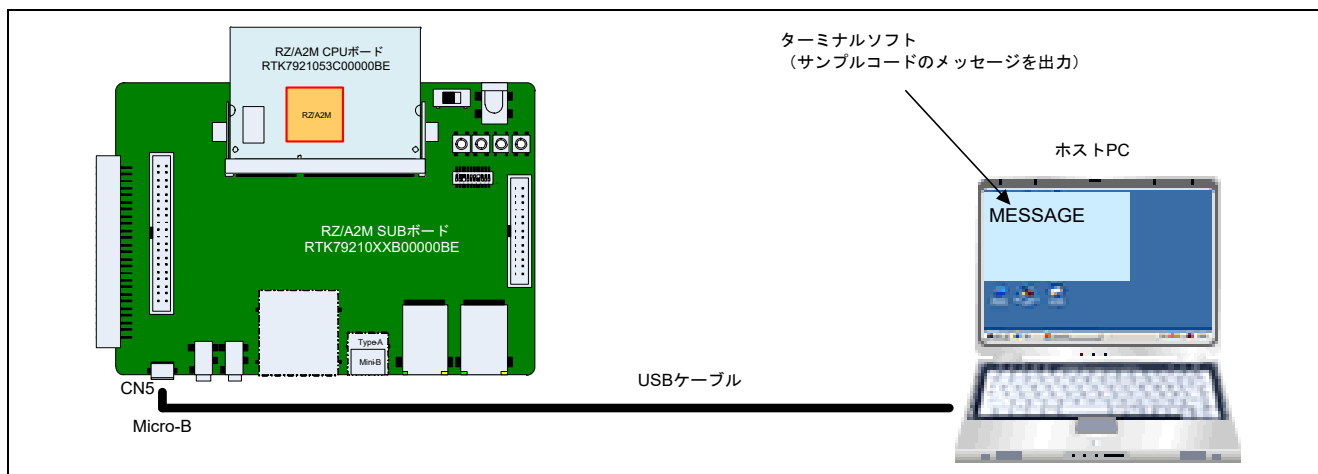 RZ/A2M CPUボード
RTK7921053C00000BE
RZ/A2M
RZ/A2M SUBボード
RTK79210XXB00000BE
Type-A
Mini-B
CN5
Micro-B
USBケーブル
ターミナルソフト
（サンプルコードのメッセージを出力）
ホストPC
MESSAGE